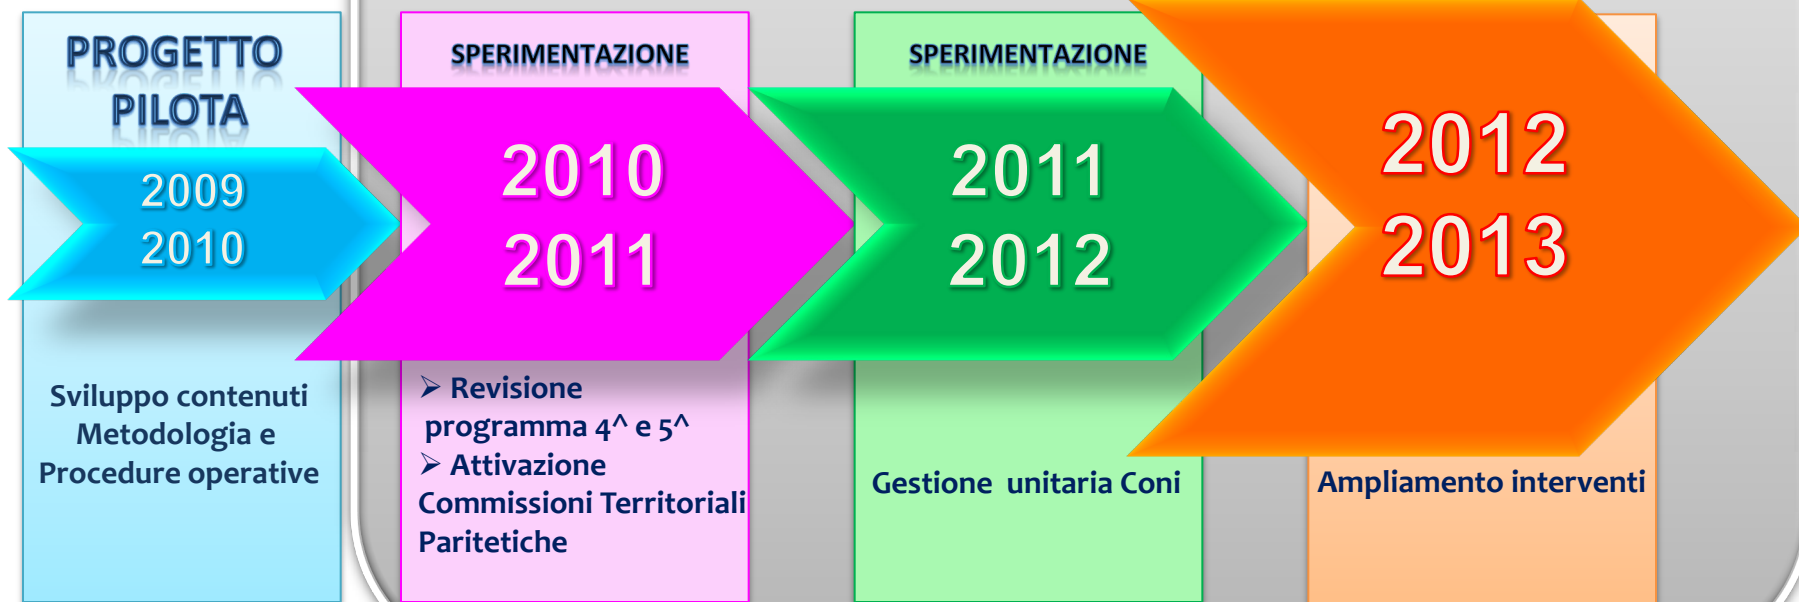 PROGETTO
PILOTA
2009
2010
Sviluppo contenuti
Metodologia e
Procedure operative
SPERIMENTAZIONE
2010
2011
➢ Revisione
programma 4^ e 5^
➢ Attivazione
Commissioni Territoriali
Paritetiche
SPERIMENTAZIONE
2011
2012
Gestione unitaria Coni
2012
2013
Ampliamento interventi